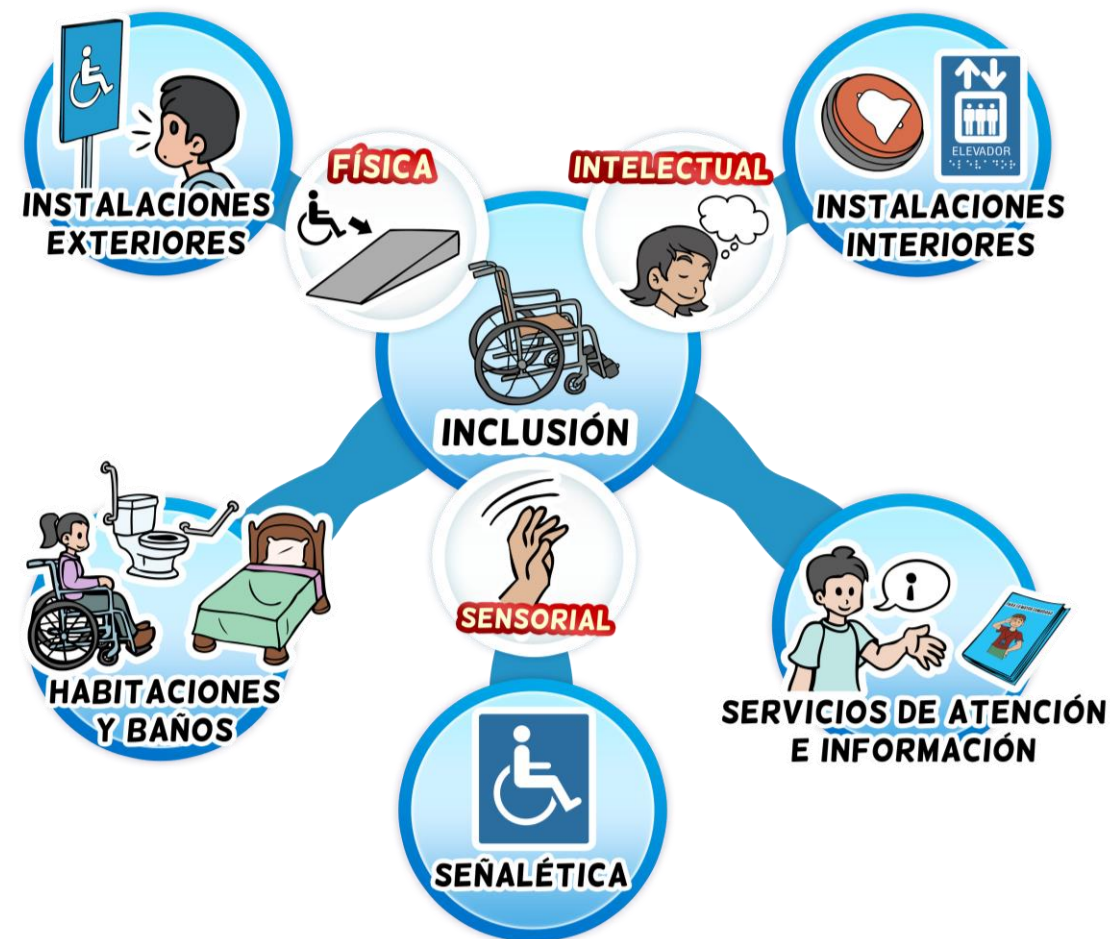 INSTALACIONES
EXTERIORES
FÍSICA
INTELECTUAL
ELEVADOR
INSTALACIONES
INTERIORES
INCLUSIÓN
HABITACIONES
Y BAÑOS
SENSORIAL
SERVICIOS DE ATENCIÓN
E INFORMACIÓN
SEÑALÉTICA